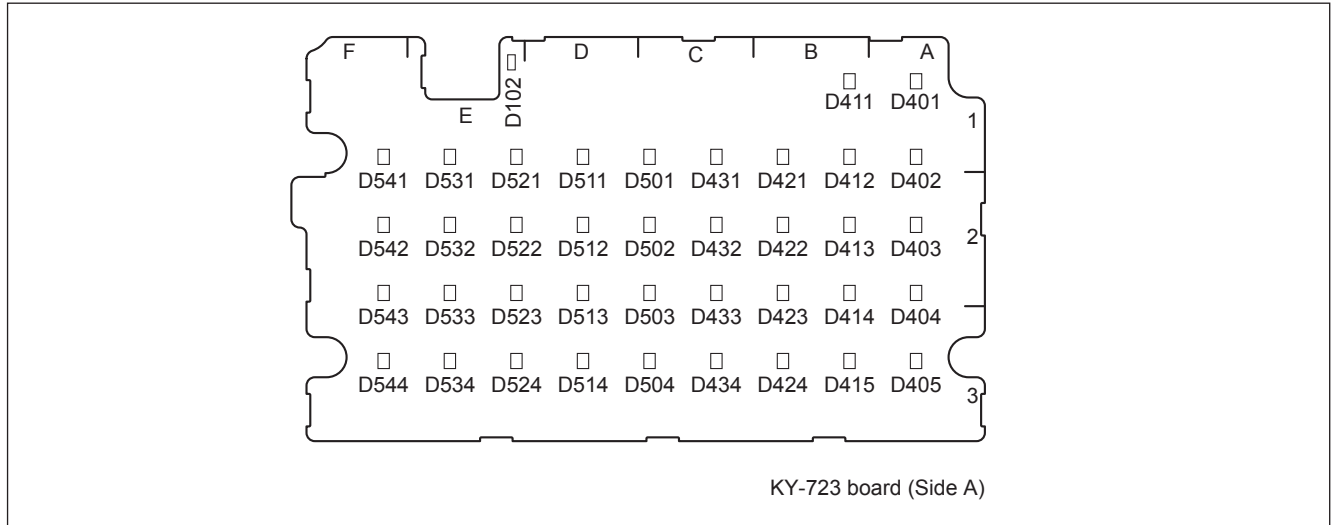 F D C B A
D102
E
D411 D401
1
D541 D531 D521 D511 D501 D431 D421 D412 D402
2
D542 D532 D522 D512 D502 D432 D422 D413 D403
D543 D533 D523 D513 D503 D433 D423 D414 D404
D544 D534 D524 D514 D504 D434 D424 D415 D405
3
KY-723 board (Side A)